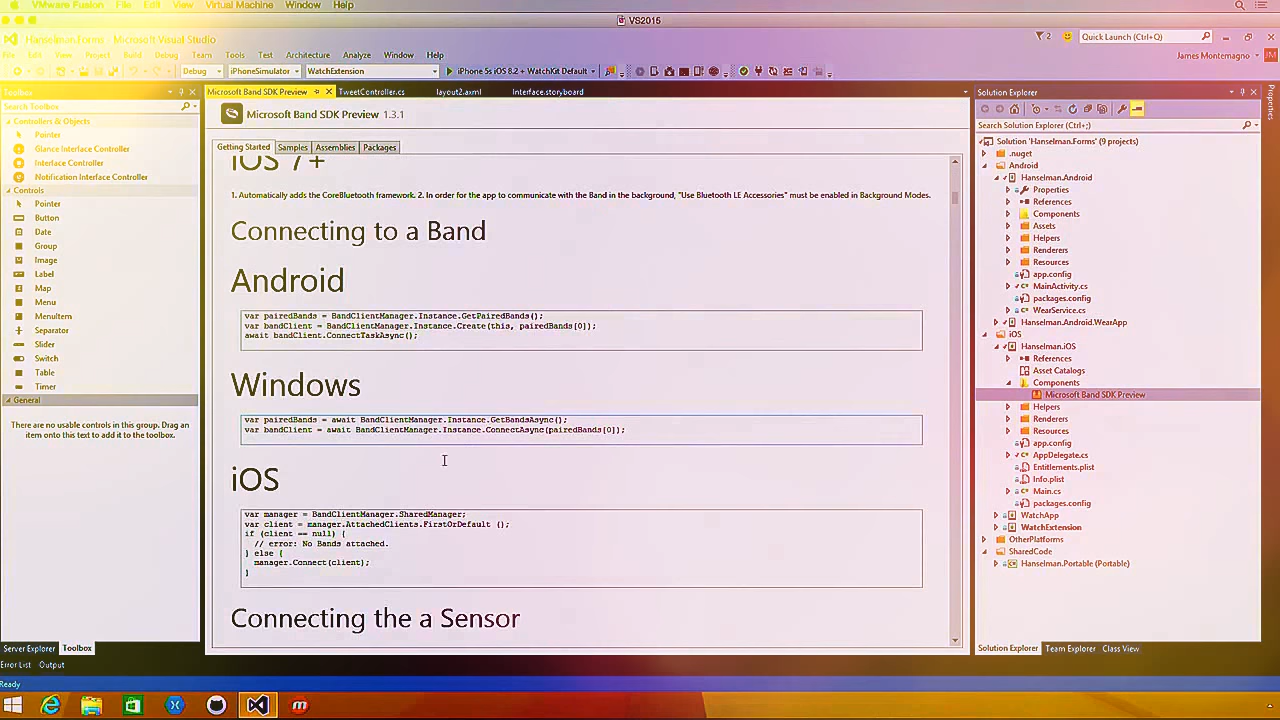 VMware Fusion File Edit View Virtual Machine Window Help
VS2015
Hanselman.Forms - Microsoft Visual Studio
2 Quick Launch (Ctrl+Q)
File Edit View Project Build Debug Team Tools Test Architecture Analyze Window Help
James Montemagno JM
Debug iPhoneSimulator WatchExtension iPhone 5s iOS 8.2 + WatchKit Default
Toolbox
Search Toolbox
Controllers & Objects
Pointer
Glance Interface Controller
Interface Controller
Notification Interface Controller
Controls
Pointer
Button
Date
Group
Image
Label
Map
Menu
MenuItem
Separator
Slider
Switch
Table
Timer
General
There are no usable controls in this group. Drag an
item onto this text to add it to the toolbox.
Server Explorer Toolbox
Error List Output
Ready
Microsoft Band SDK Preview TweetController.cs layout2.axml Interface.storyboard
Microsoft Band SDK Preview 1.3.1
Getting Started Samples Assemblies Packages
iOS 7+
1. Automatically adds the CoreBluetooth framework. 2. In order for the app to communicate with the Band in the background, "Use Bluetooth LE Accessories" must be enabled in Background Modes.
Connecting to a Band
Android
var pairedBands = BandClientManager.Instance.GetPairedBands();
var bandClient = BandClientManager.Instance.Create(this, pairedBands[0]);
await bandClient.ConnectTaskAsync();
Windows
var pairedBands = await BandClientManager.Instance.GetBandsAsync();
var bandClient = await BandClientManager.Instance.ConnectAsync(pairedBands[0]);
iOS
var manager = BandClientManager.SharedManager;
var client = manager.AttachedClients.FirstOrDefault ();
if (client == null) {
// error: No Bands attached.
} else {
manager.Connect(client);
}
Connecting the a Sensor
Solution Explorer
Search Solution Explorer (Ctrl+;)
Solution 'Hanselman.Forms' (9 projects)
.nuget
Android
Hanselman.Android
Properties
References
Components
Assets
Helpers
Renderers
Resources
app.config
MainActivity.cs
packages.config
WearService.cs
Hanselman.Android.WearApp
iOS
Hanselman.iOS
References
Asset Catalogs
Components
Microsoft Band SDK Preview
Helpers
Renderers
Resources
app.config
AppDelegate.cs
Entitlements.plist
Info.plist
Main.cs
packages.config
WatchApp
WatchExtension
OtherPlatforms
SharedCode
Hanselman.Portable (Portable)
Solution Explorer Team Explorer Class View
Properties